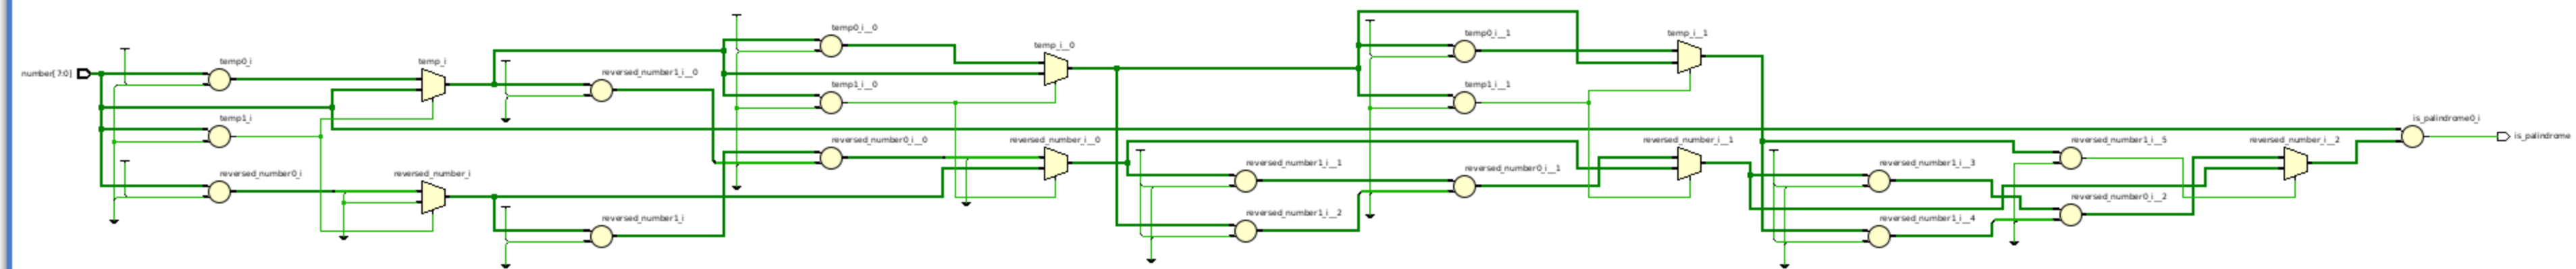 number[7:0]
temp0_i
temp_i
temp1_i
reversed_number0_i
reversed_number_i
reversed_number1_i__0
reversed_number1_i
temp0_i__0
temp1_i__0
temp_i__0
reversed_number0_i__0
reversed_number_i__0
reversed_number1_i__1
reversed_number1_i__2
temp0_i__1
temp1_i__1
reversed_number0_i__1
temp_i__1
reversed_number_i__1
reversed_number1_i__3
reversed_number1_i__4
reversed_number1_i__5
reversed_number0_i__2
reversed_number_i__2
is_palindrome0_i
is_palindrome